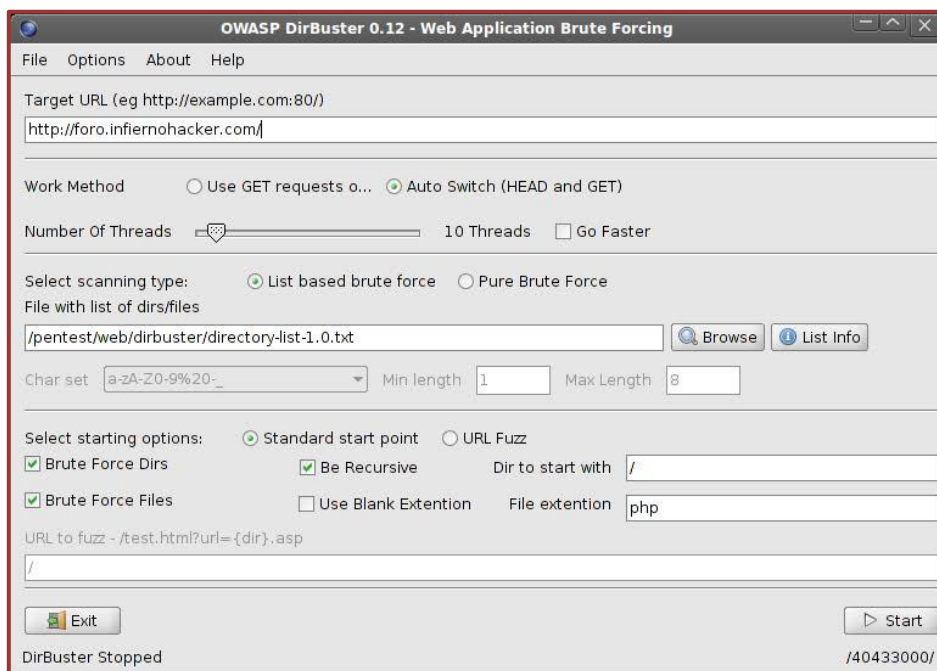 OWASP DirBuster 0.12 - Web Application Brute Forcing
File Options About Help
Target URL (eg http://example.com:80/)
http://foro.infiernohacker.com/
Work Method Use GET requests o... Auto Switch (HEAD and GET)
Number Of Threads 10 Threads Go Faster
Select scanning type: List based brute force Pure Brute Force
File with list of dirs/files
/pentest/web/dirbuster/directory-list-1.0.txt Browse List Info
Char set a-zA-Z0-9%20-_ Min length 1 Max Length 8
Select starting options: Standard start point URL Fuzz
Brute Force Dirs Be Recursive Dir to start with /
Brute Force Files Use Blank Extention File extention php
URL to fuzz - /test.html?url={dir}.asp
/
Exit Start
DirBuster Stopped /40433000/